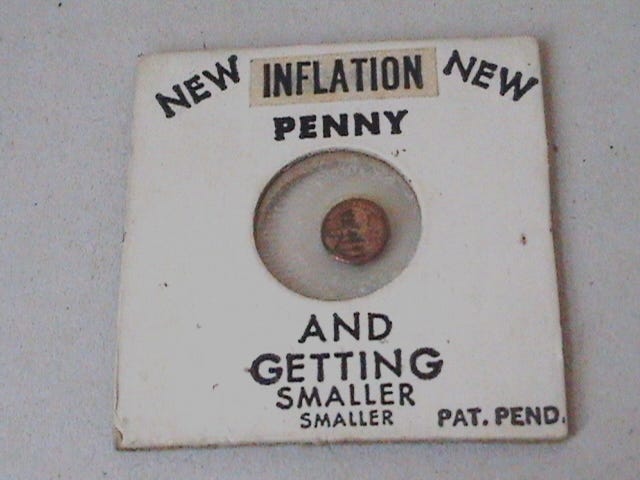 NEW INFLATION NEW
PENNY
AND
GETTING
SMALLER
SMALLER
PAT. PEND.